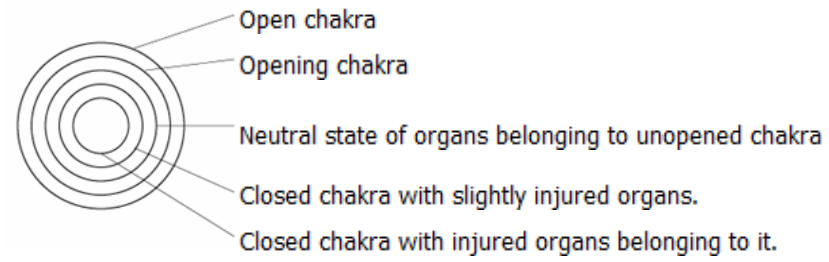 Open chakra
Opening chakra
Neutral state of organs belonging to unopened chakra
Closed chakra with slightly injured organs.
Closed chakra with injured organs belonging to it.